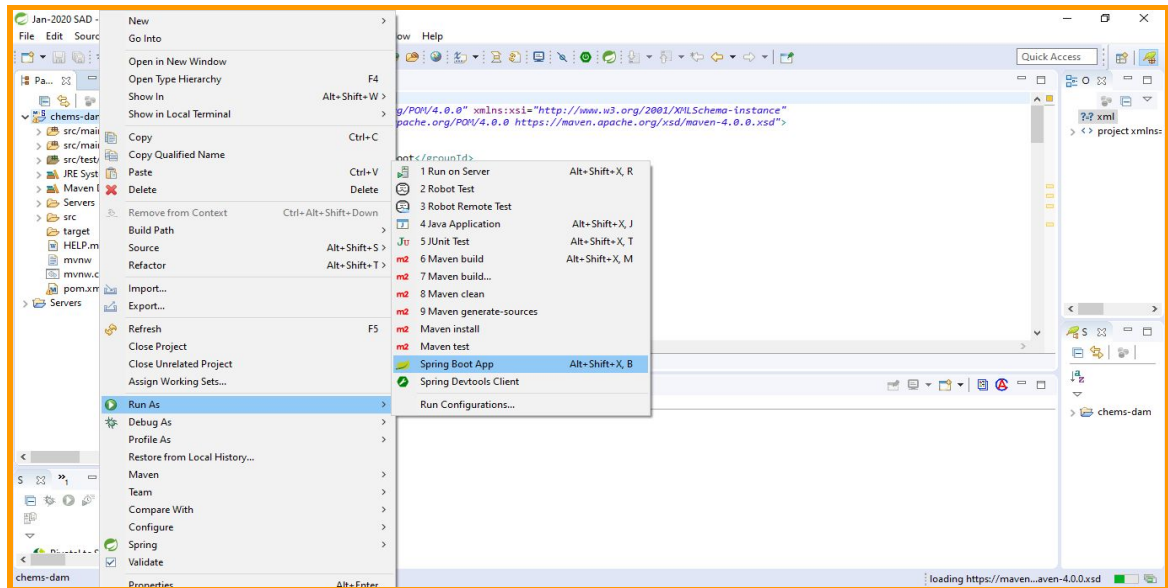 Jan-2020 SAD -
File Edit Sourc
ow Help
Quick Access
Pa...
chems-dar
src/mair
src/mair
src/test/
JRE Syst
Maven D
Servers
src
target
HELP.m
mvnw
mvnw.c
pom.xm
Servers
New
Go Into
Open in New Window
Open Type Hierarchy F4
Show In Alt+Shift+W >
Show in Local Terminal
Copy Ctrl+C
Copy Qualified Name
Paste Ctrl+V
Delete Delete
Remove from Context Ctrl+Alt+Shift+Down
Build Path
Source Alt+Shift+S >
Refactor Alt+Shift+T >
Import...
Export...
Refresh F5
Close Project
Close Unrelated Project
Assign Working Sets...
Run As
Debug As
Profile As
Restore from Local History...
Maven
Team
Compare With
Configure
Spring
Validate
Properties Alt+Enter
g/POM/4.0.0" xmlns:xsi="http://www.w3.org/2001/XMLSchema-instance"
pache.org/POM/4.0.0 https://maven.apache.org/xsd/maven-4.0.0.xsd">
oot</groupId>
1 Run on Server Alt+Shift+X, R
2 Robot Test
3 Robot Remote Test
4 Java Application Alt+Shift+X, J
5 JUnit Test Alt+Shift+X, T
6 Maven build Alt+Shift+X, M
7 Maven build...
8 Maven clean
9 Maven generate-sources
Maven install
Maven test
Spring Boot App Alt+Shift+X, B
Spring Devtools Client
Run Configurations...
O
?-? xml
project xmlns:
S
chems-dam
S
chems-dam
loading https://maven...aven-4.0.0.xsd